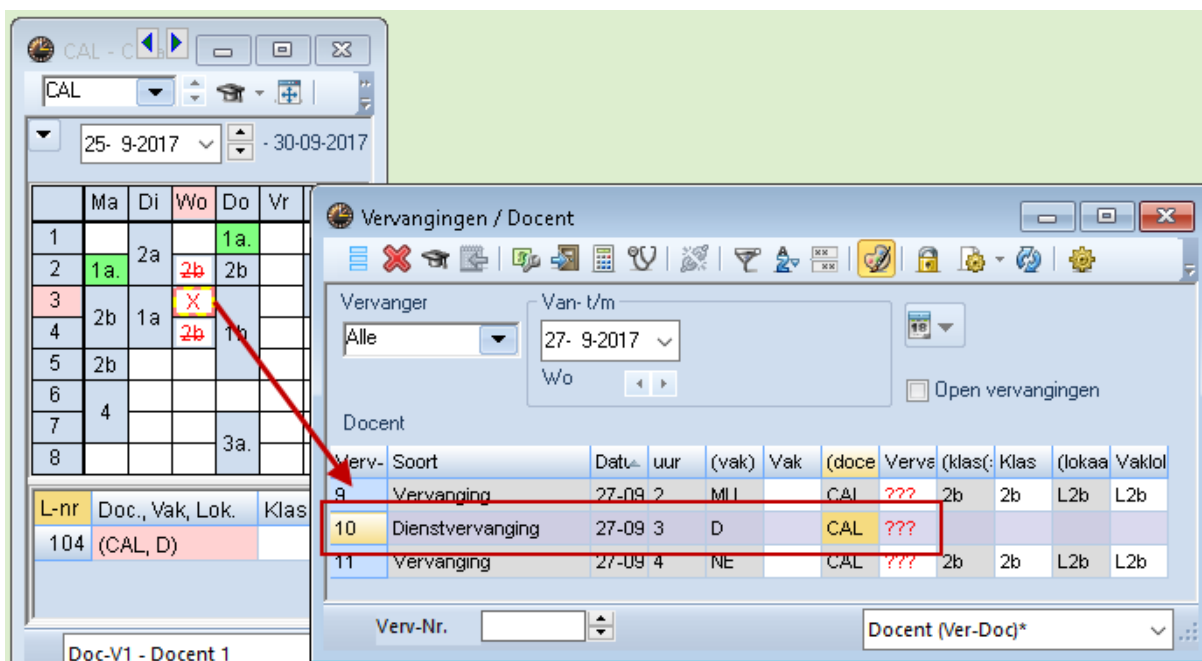 CAL - C
CAL
25- 9-2017 - 30-09-2017
Ma Di Wo Do Vr
1 2a 1a.
2 1a. 2b 2b
3 2b 1a X 1b
4 2b
5 2b
6 4
7 3a.
8
L-nr Doc., Vak, Lok. Klas
104 (CAL, D)
Doc-V1 - Docent 1
Vervangingen / Docent
Vervanger Van- t/m
Alle 27- 9-2017
18
Wo
Open vervangingen
Docent
Verv- Soort Datu uur (vak) Vak (doce Verva (klas( Klas (lokaa Vaklol
9 Vervanging 27-09 2 MU CAL ??? 2b 2b L2b L2b
10 Dienstvervanging 27-09 3 D CAL ???
11 Vervanging 27-09 4 NE CAL ??? 2b 2b L2b L2b
Verv-Nr. Docent (Ver-Doc)*